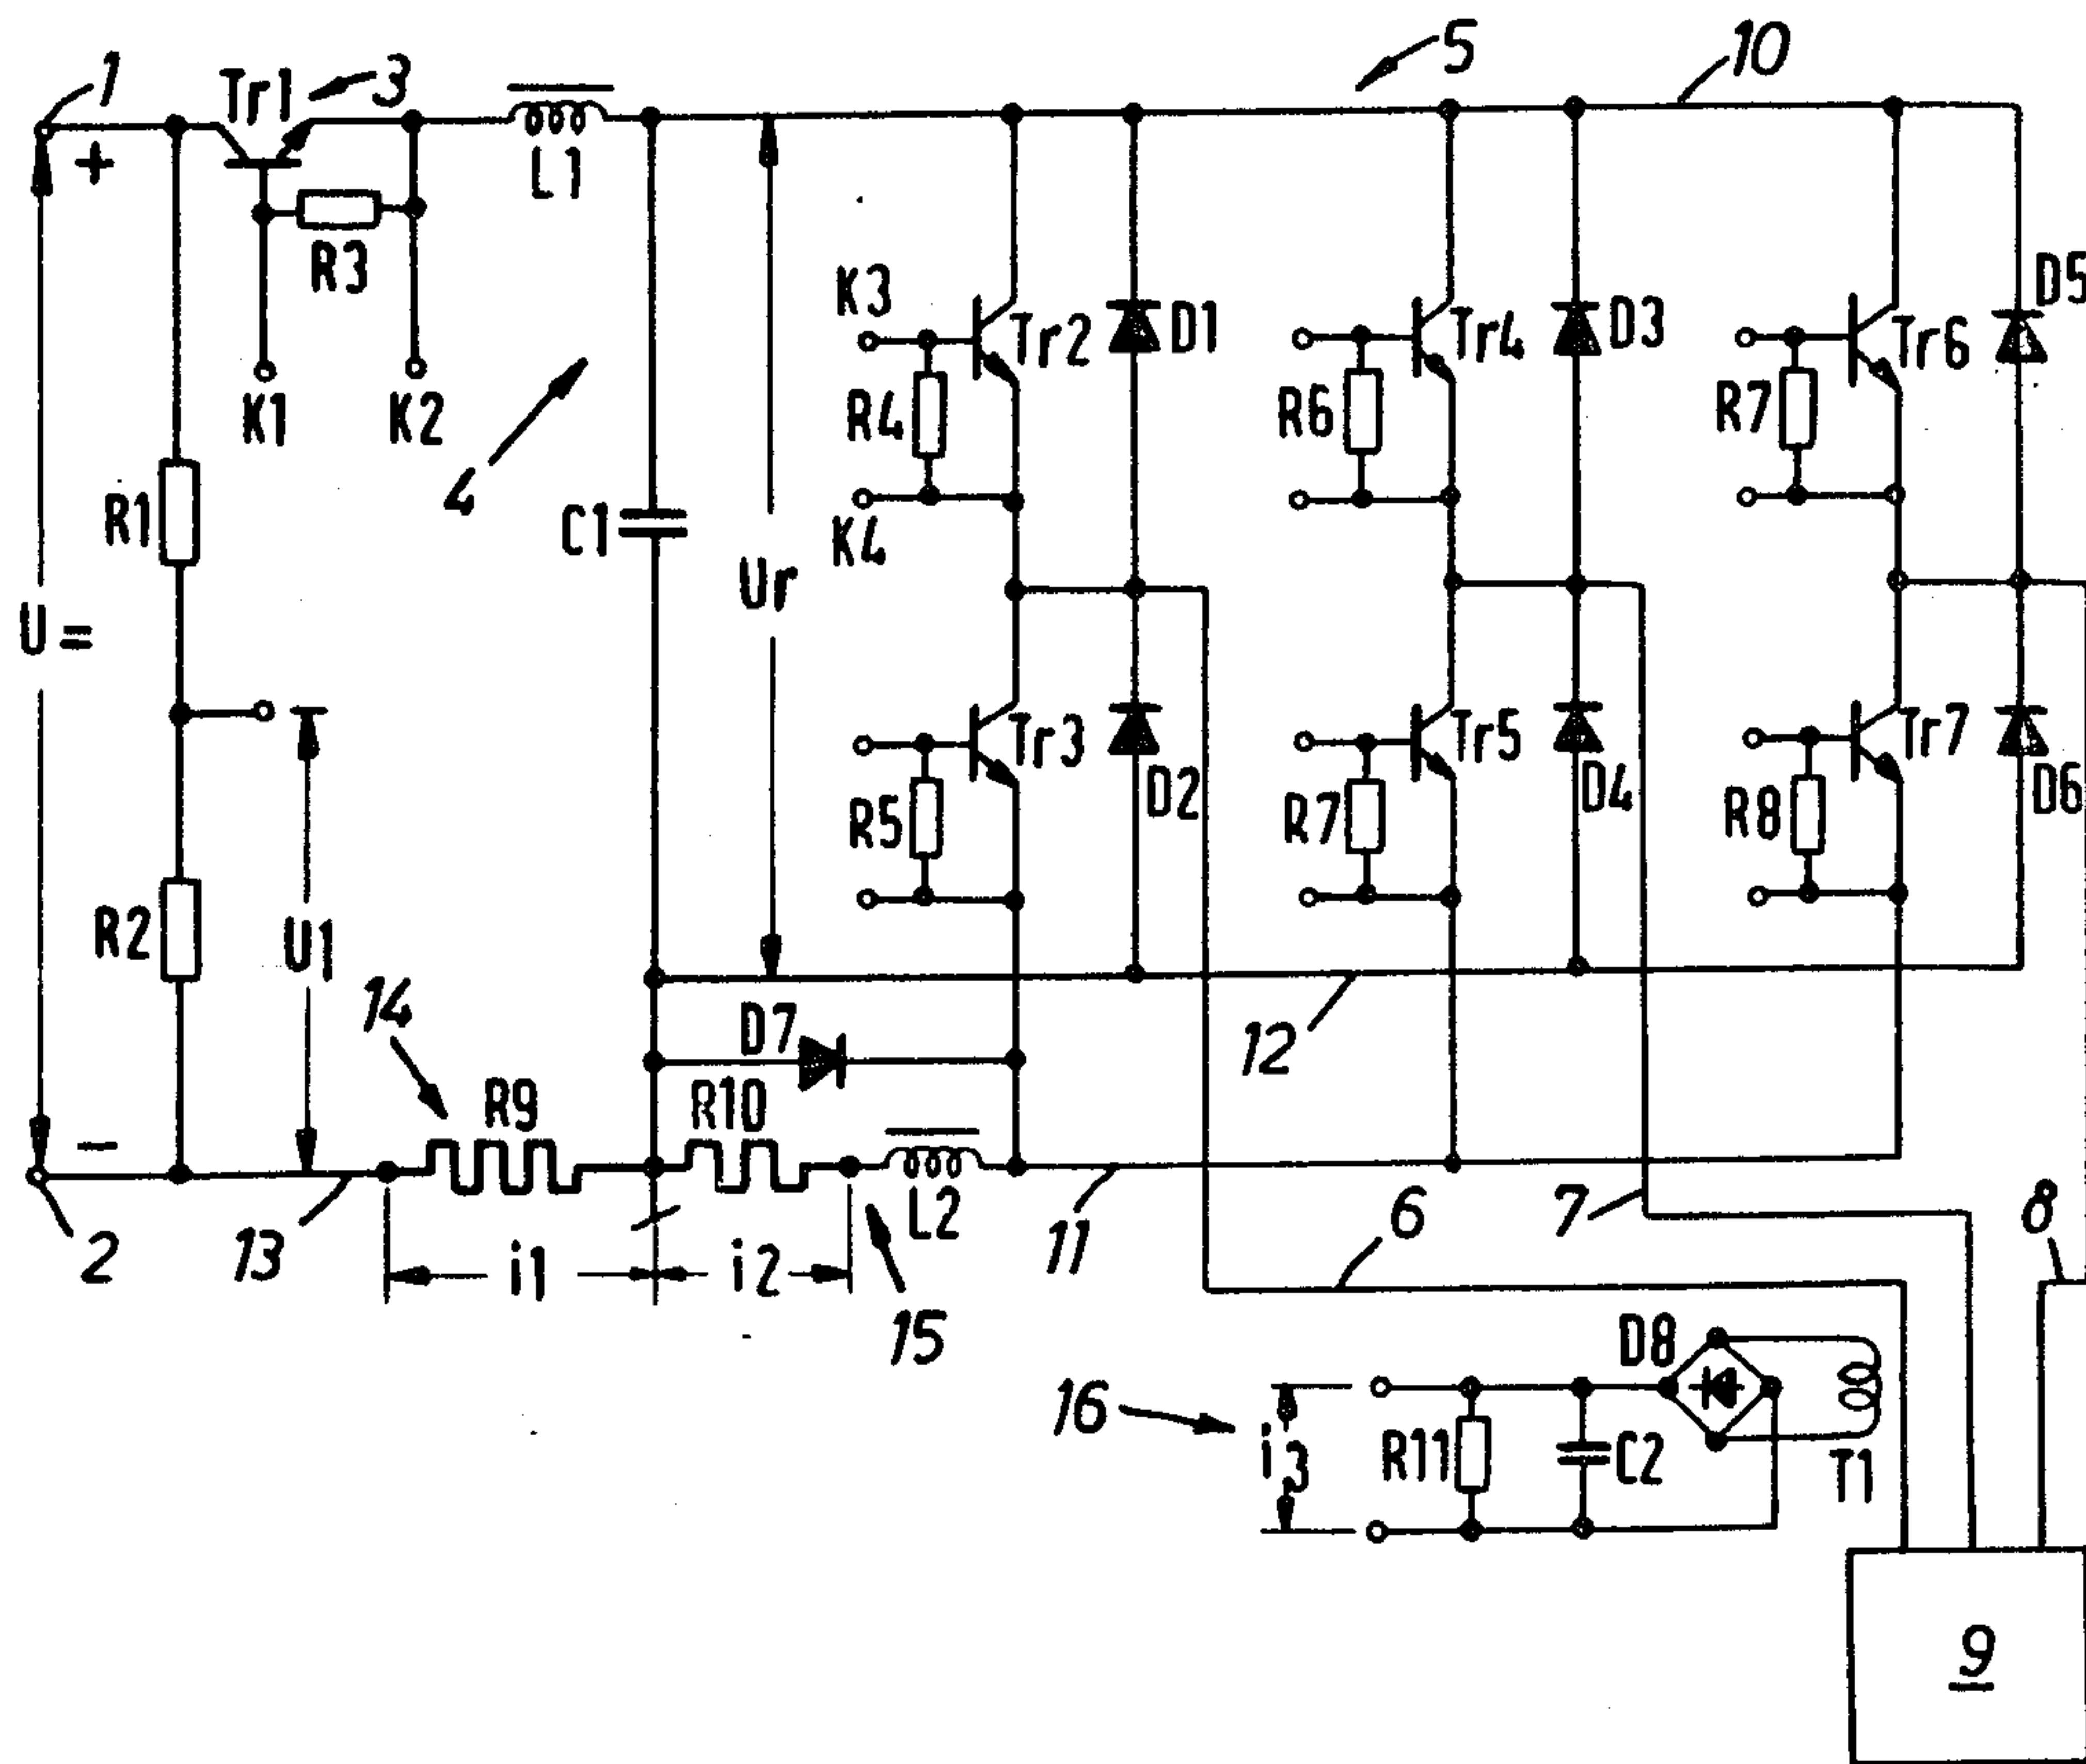 1
Tr1
3
5
10
+
L1
R3
K1
K2
4
K3
Tr2
D1
Tr4
D3
Tr6
D5
R4
R6
R7
K4
R1
C1
Ur
U=
Tr3
D2
Tr5
D4
Tr7
D6
R5
R7
R8
R2
U1
14
D7
12
R9
R10
−
L2
2
13
i1
i2
15
11
6
7
8
D8
16
i3
R11
C2
T1
9